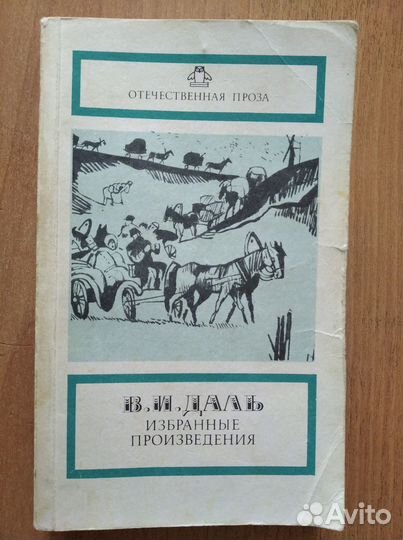 ОТЕЧЕСТВЕННАЯ ПРОЗА
В.И.ДАЛЬ
ИЗБРАННЫЕ
ПРОИЗВЕДЕНИЯ
Avito